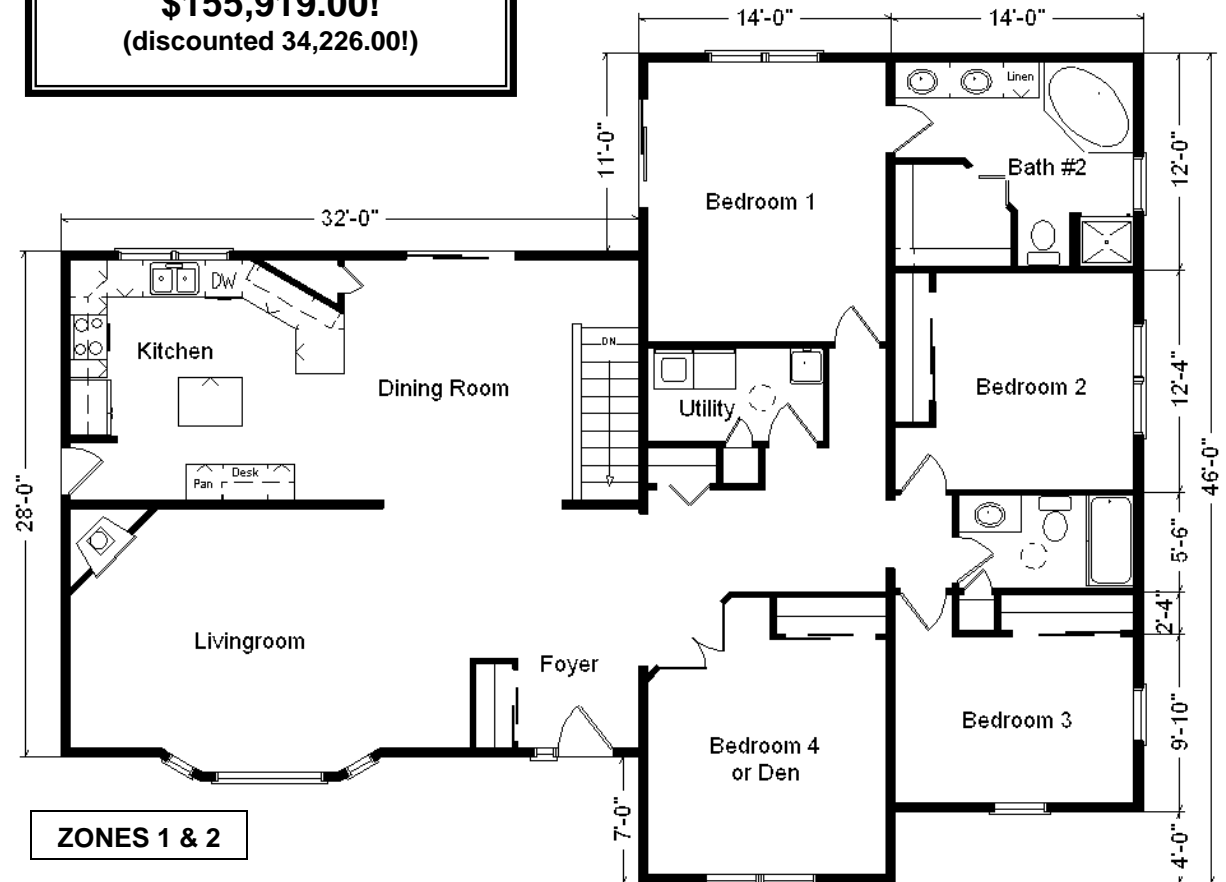 $155,919.00!
(discounted 34,226.00!)
14'-0"
14'-0"
11'-0"
Linen
12'-0"
Bath #2
Bedroom 1
32'-0"
DW
DN
Kitchen
Dining Room
Utility
Bedroom 2
12'-4"
46'-0"
28'-0"
Pan
Desk
5'-6"
2'-4"
Livingroom
Foyer
Bedroom 3
9'-10"
Bedroom 4
or Den
7'-0"
4'-0"
ZONES 1 & 2